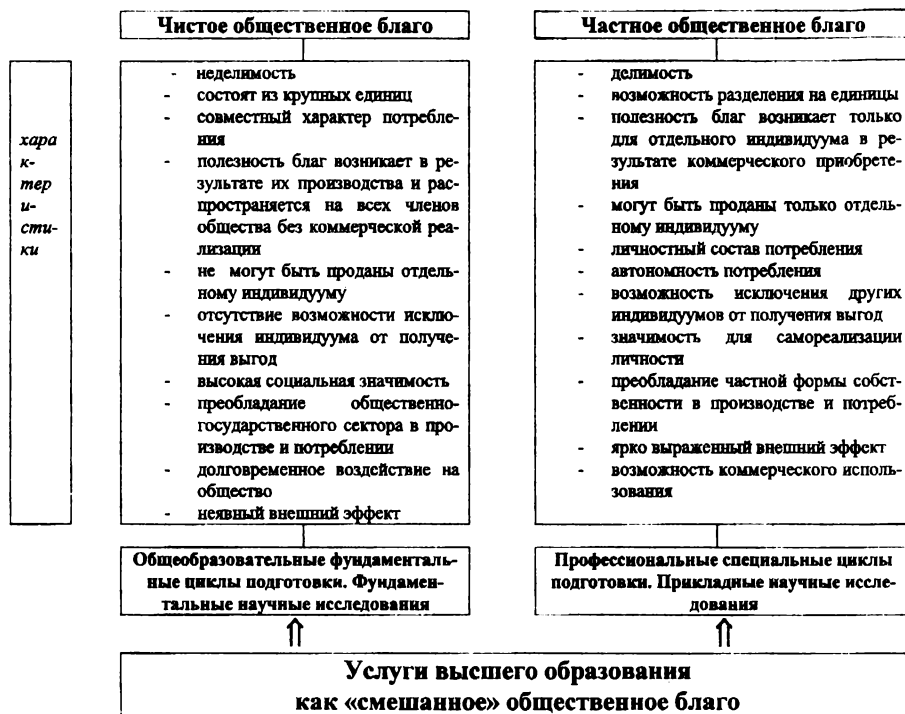 Чистое общественное благо
Частное общественное благо
хара
к-
тер
и-
сти-
ки
- неделимость
- состоят из крупных единиц
- совместный характер потребле-
ния
- полезность благ возникает в ре-
зультате их производства и рас-
пространяется на всех членов
общества без коммерческой реа-
лизации
- не могут быть проданы отдель-
ному индивидууму
- отсутствие возможности исклю-
чения индивидуума от получе-
ния выгод
- высокая социальная значимость
- преобладание общественно-
государственного сектора в про-
изводстве и потреблении
- долговременное воздействие на
общество
- неявный внешний эффект
- делимость
- возможность разделения на единицы
- полезность благ возникает только
для отдельного индивидуума в ре-
зультате коммерческого приобрете-
ния
- могут быть проданы только отдель-
ному индивидууму
- личностный состав потребления
- автономность потребления
- возможность исключения других
индивидуумов от получения выгод
- значимость для самореализации
личности
- преобладание частной формы собст-
венности в производстве и потреб-
лении
- ярко выраженный внешний эффект
- возможность коммерческого исполь-
зования
Общеобразовательные фундаменталь-
ные циклы подготовки. Фундамен-
тальные научные исследования
Профессиональные специальные циклы
подготовки. Прикладные научные иссле-
дования
Услуги высшего образования
как «смешанное» общественное благо